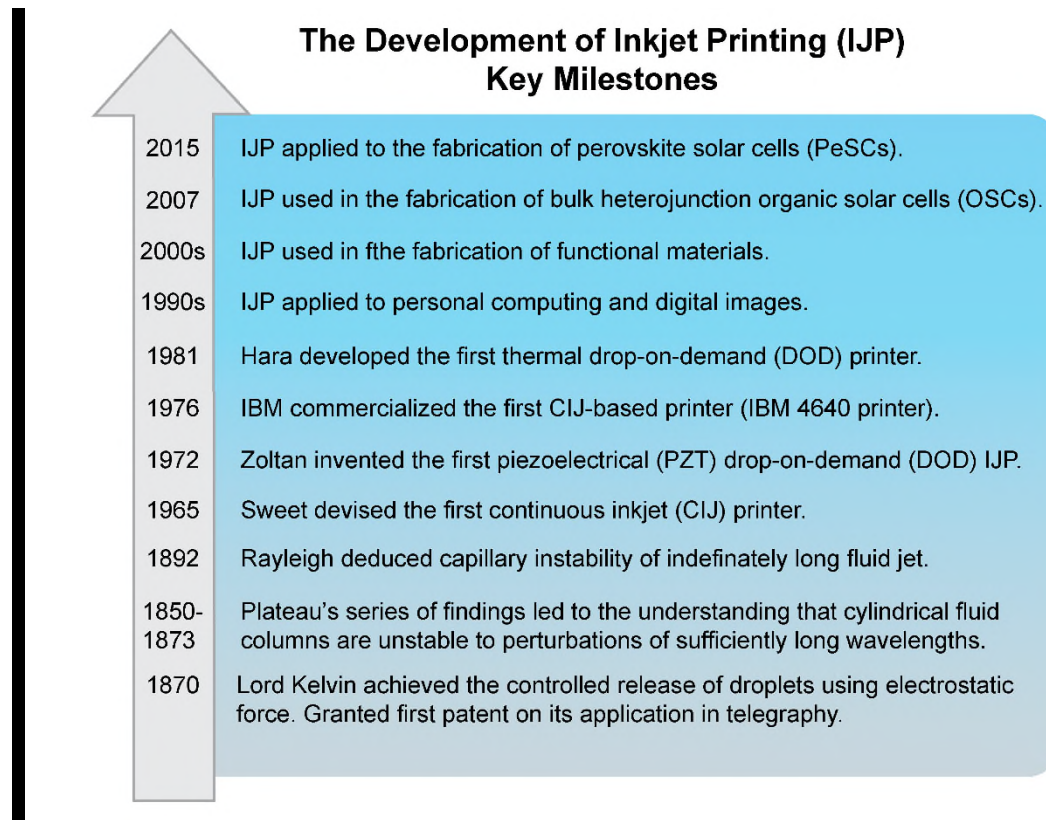 The Development of Inkjet Printing (IJP)
Key Milestones
2015 IJP applied to the fabrication of perovskite solar cells (PeSCs).
2007 IJP used in the fabrication of bulk heterojunction organic solar cells (OSCs).
2000s IJP used in fthe fabrication of functional materials.
1990s IJP applied to personal computing and digital images.
1981 Hara developed the first thermal drop-on-demand (DOD) printer.
1976 IBM commercialized the first CIJ-based printer (IBM 4640 printer).
1972 Zoltan invented the first piezoelectrical (PZT) drop-on-demand (DOD) IJP.
1965 Sweet devised the first continuous inkjet (CIJ) printer.
1892 Rayleigh deduced capillary instability of indefinately long fluid jet.
1850- Plateau's series of findings led to the understanding that cylindrical fluid
1873 columns are unstable to perturbations of sufficiently long wavelengths.
1870 Lord Kelvin achieved the controlled release of droplets using electrostatic
force. Granted first patent on its application in telegraphy.